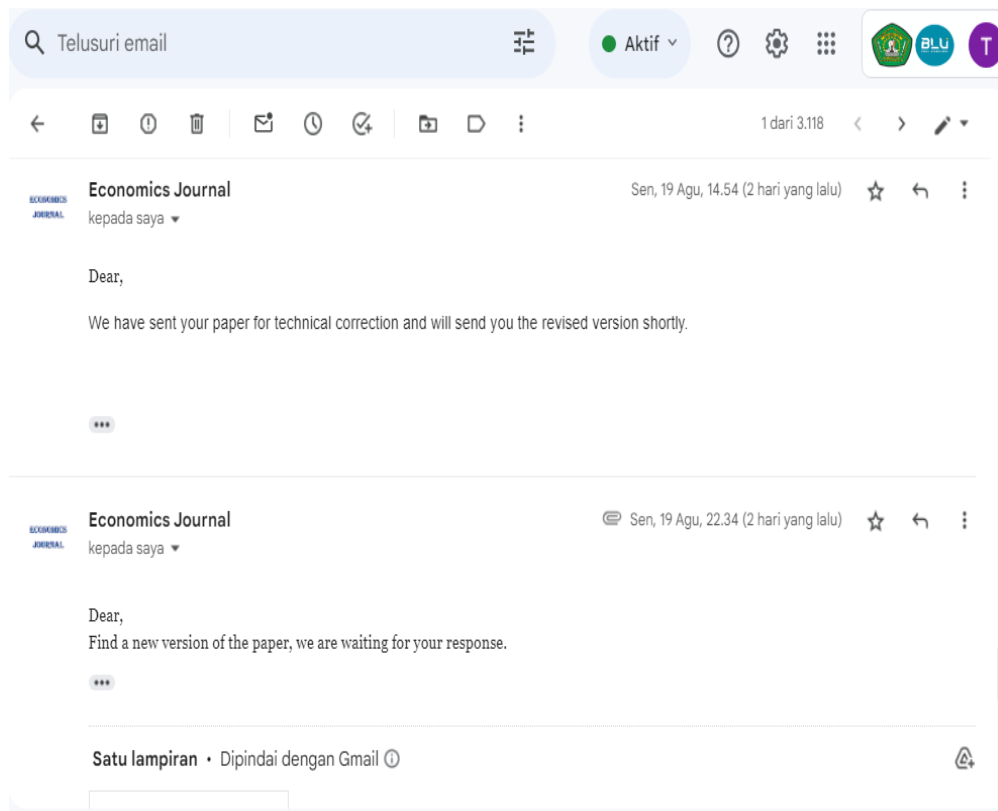 Telusuri email
Aktif
BLU
T
1 dari 3.118
ECONOMICS
JOURNAL
Economics Journal
Sen, 19 Agu, 14.54 (2 hari yang lalu)
kepada saya
Dear,
We have sent your paper for technical correction and will send you the revised version shortly.
ECONOMICS
JOURNAL
Economics Journal
Sen, 19 Agu, 22.34 (2 hari yang lalu)
kepada saya
Dear,
Find a new version of the paper, we are waiting for your response.
Satu lampiran • Dipindai dengan Gmail